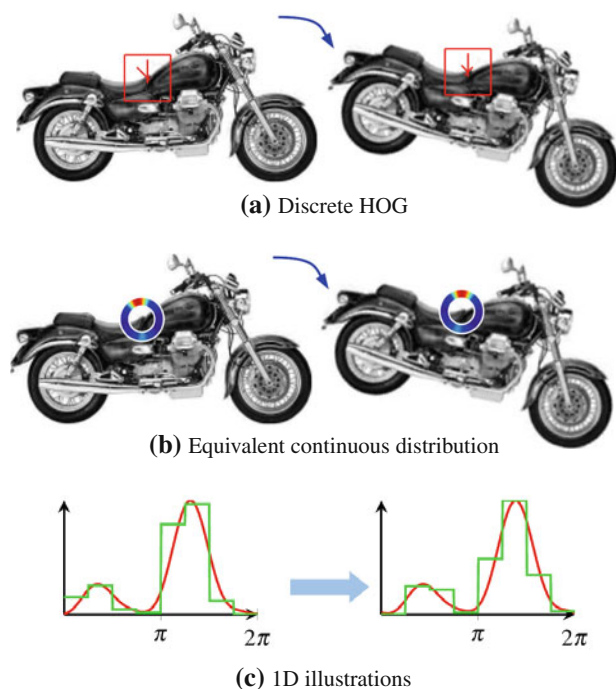 (a) Discrete HOG
(b) Equivalent continuous distribution
π 2π π 2π
(c) 1D illustrations